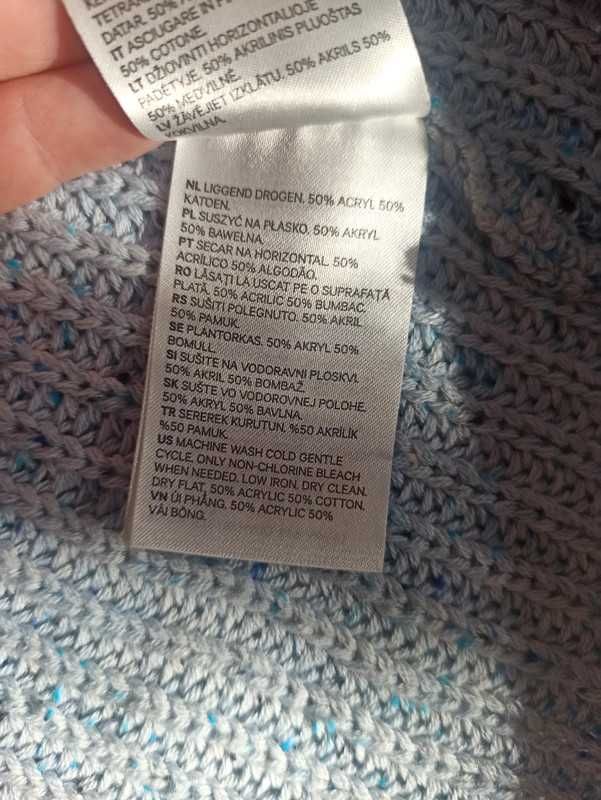 TETRA
DATAR. 50%
IT ASCIUGARE IN PIANO
50% COTONE.
LT DŽIOVINTI HORIZONTALIOJE
PADĖTYJE. 50% AKRILINIS PLUOŠTAS
50% MEDVILNĖ
LV ŽĀVĒJIET IZKLĀTU. 50% AKRILS 50%
KOKVILNA.
NL LIGGEND DROGEN. 50% ACRYL 50%
KATOEN.
PL SUSZYĆ NA PŁASKO. 50% AKRYL
50% BAWEŁNA.
PT SECAR NA HORIZONTAL. 50%
ACRÍLICO 50% ALGODÃO.
RO LĂSAȚI LA USCAT PE O SUPRAFAȚĂ
PLATĂ. 50% ACRILIC 50% BUMBAC.
RS SUŠITI POLEGNUTO. 50% AKRIL
50% PAMUK.
SE PLANTORKAS. 50% AKRYL 50%
BOMULL.
SI SUŠITE NA VODORAVNI PLOSKVI.
50% AKRIL 50% BOMBAŽ.
SK SUŠTE VO VODOROVNEJ POLOHE.
50% AKRYL 50% BAVLNA.
TR SEREREK KURUTUN. %50 AKRİLİK
%50 PAMUK.
US MACHINE WASH COLD GENTLE
CYCLE. ONLY NON-CHLORINE BLEACH
WHEN NEEDED. LOW IRON. DRY CLEAN.
DRY FLAT. 50% ACRYLIC 50% COTTON.
VN ỦI PHẲNG. 50% ACRYLIC 50%
VẢI BÔNG.